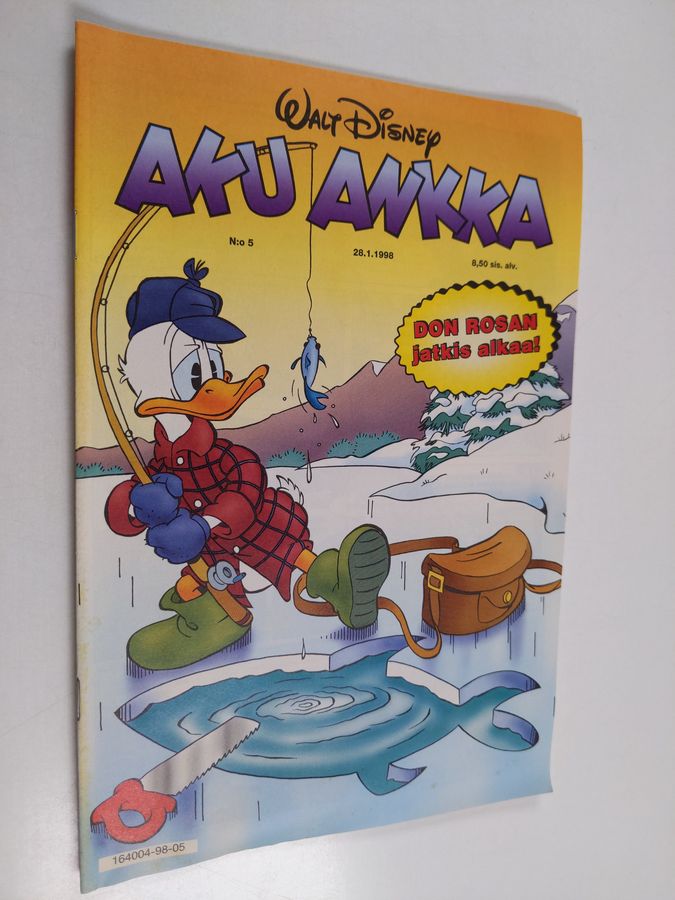 WALT DISNEY
AKU ANKKA
N:o 5
28.1.1998
8,50 sis. alv.
DON ROSAN
jatkis alkaa!
164004-98-05